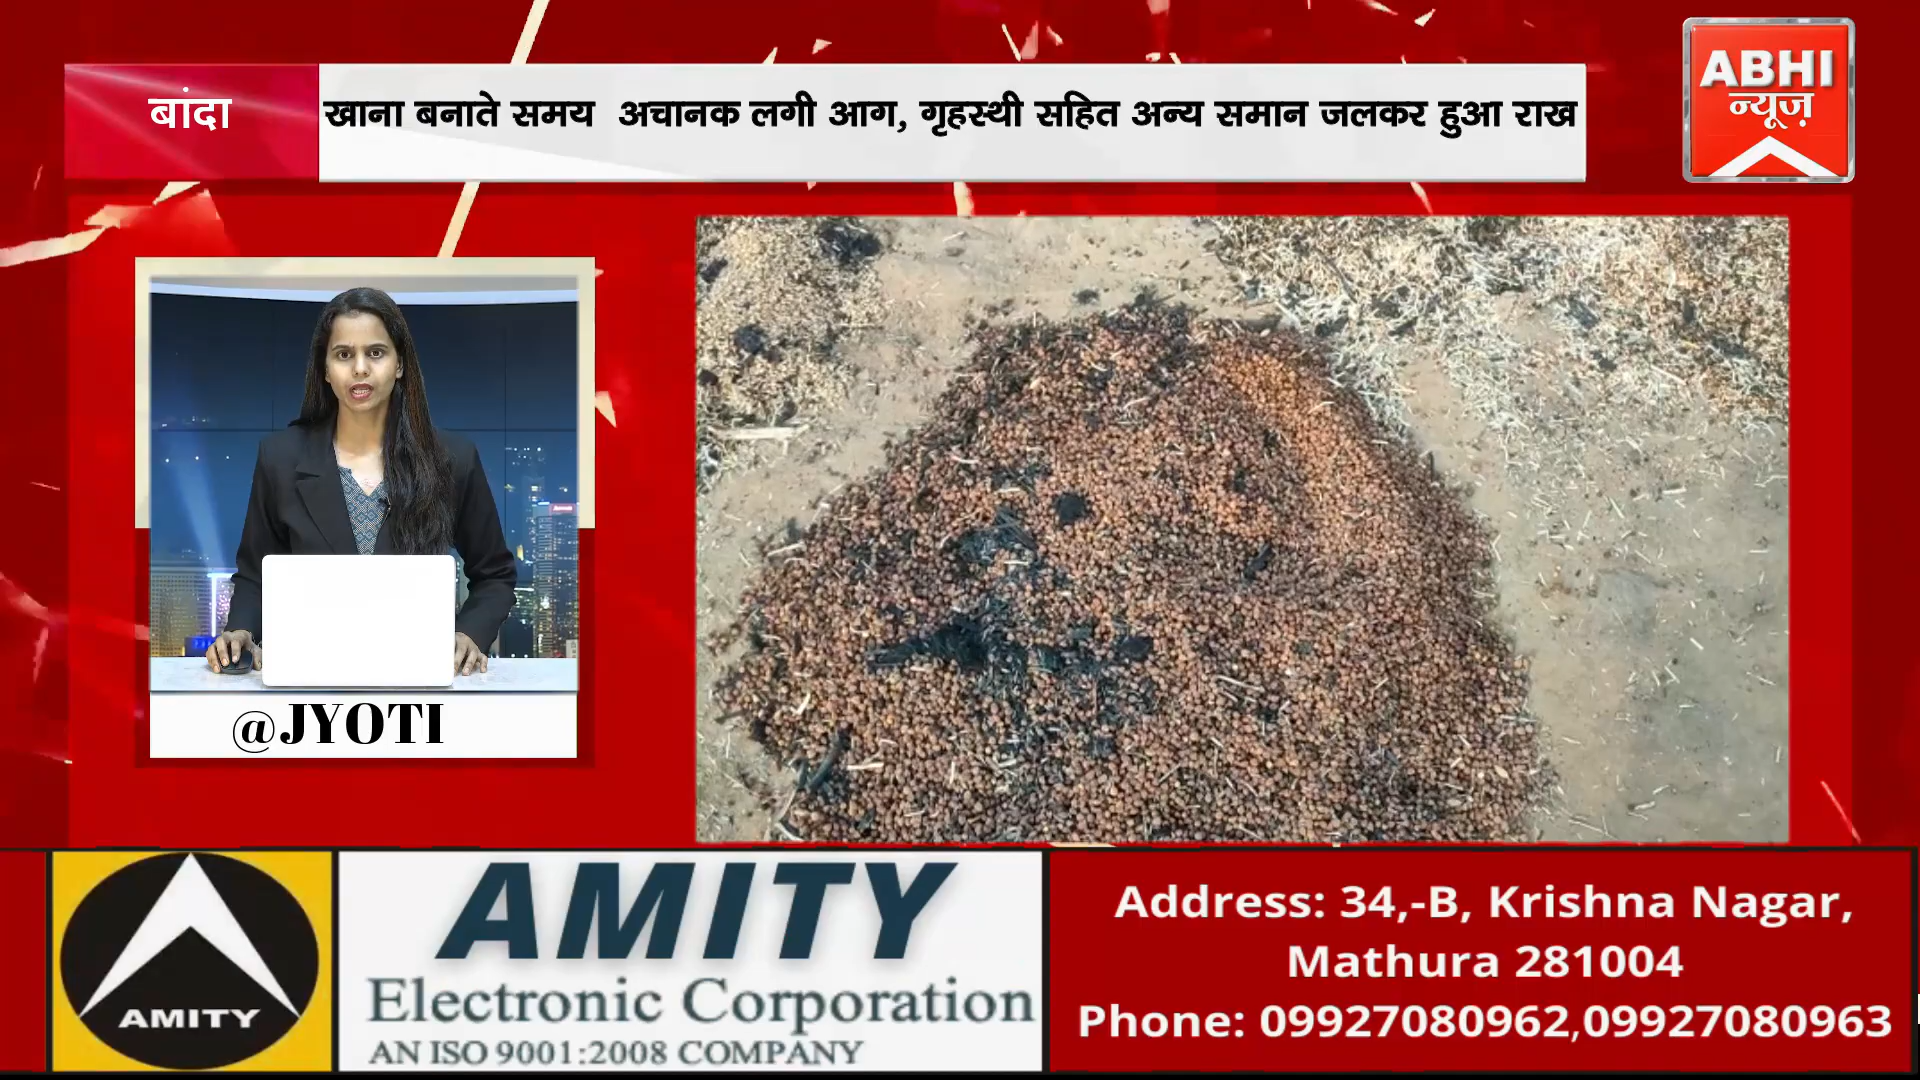 बांदा
खाना बनाते समय अचानक लगी आग, गृहस्थी सहित अन्य समान जलकर हुआ राख
ABHI
न्यूज़
@JYOTI
AMITY
AMITY
Electronic Corporation
AN ISO 9001:2008 COMPANY
Address: 34,-B, Krishna Nagar,
Mathura 281004
Phone: 09927080962,09927080963